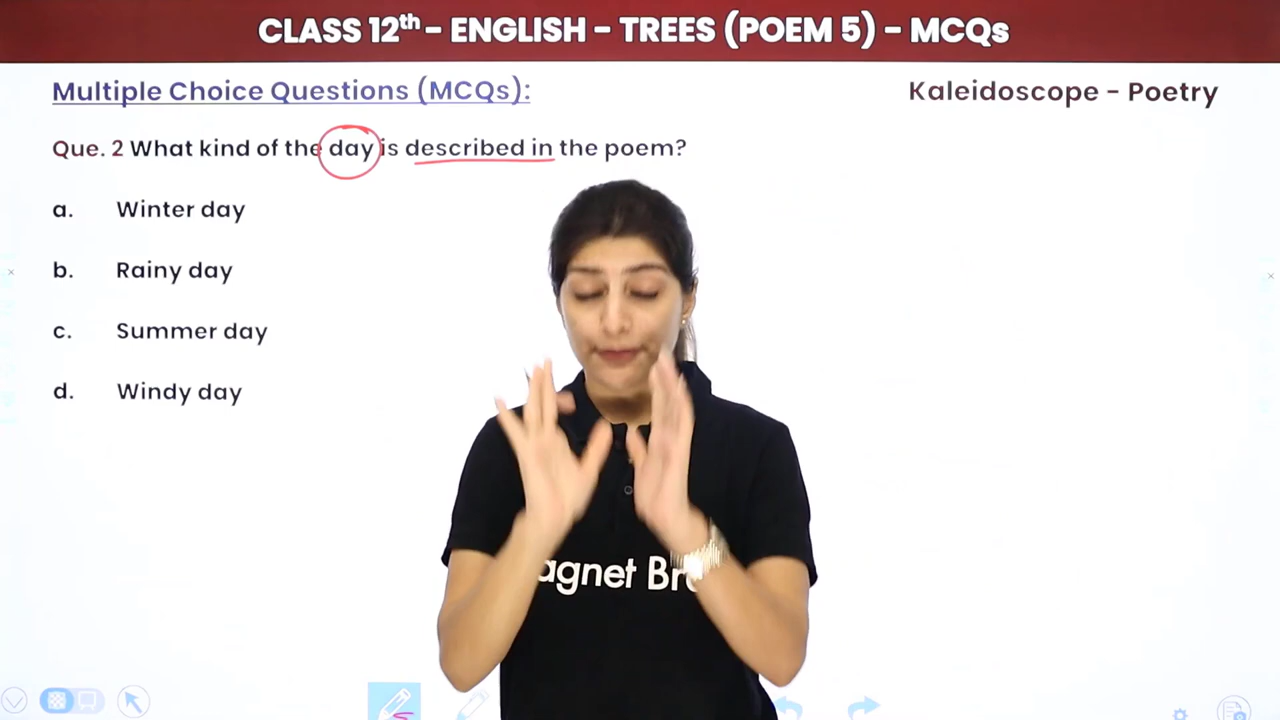 CLASS 12th - ENGLISH - TREES (POEM 5) - MCQs
Multiple Choice Questions (MCQs):
Kaleidoscope - Poetry
Que. 2 What kind of the day is described in the poem?
a. Winter day
b. Rainy day
c. Summer day
d. Windy day
agnet Br